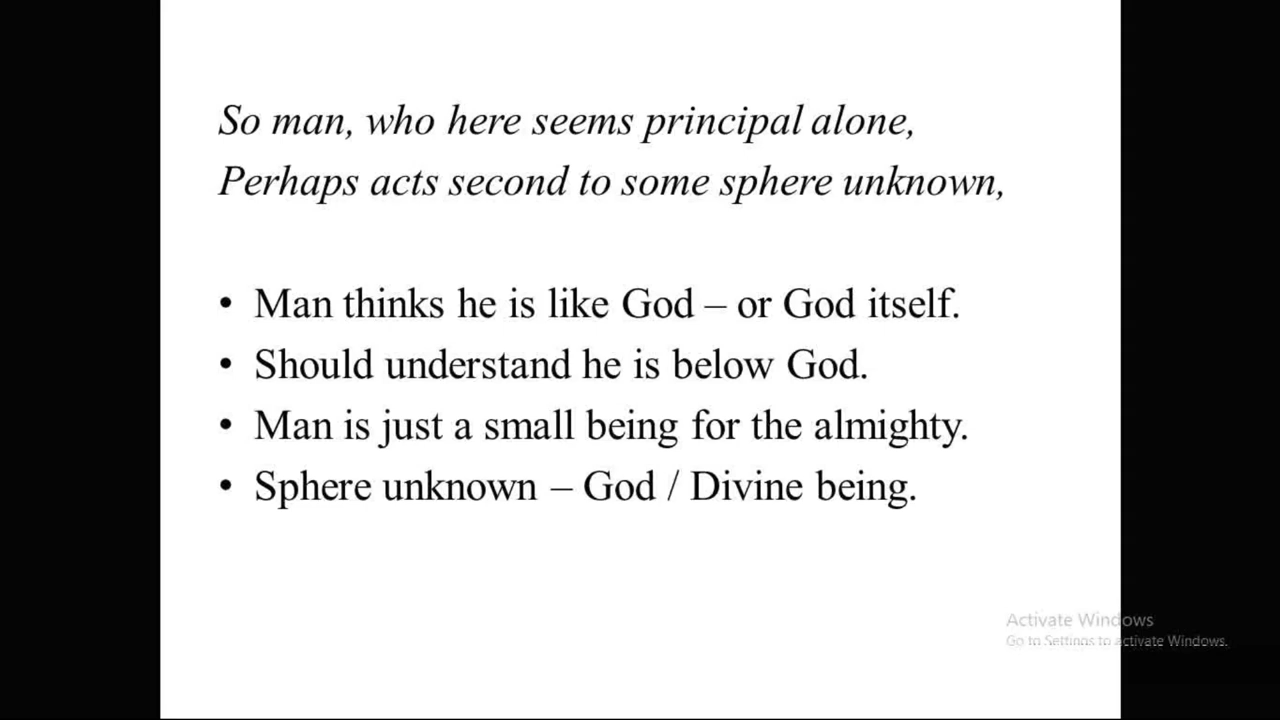 So man, who here seems principal alone,
Perhaps acts second to some sphere unknown,
• Man thinks he is like God – or God itself.
• Should understand he is below God.
• Man is just a small being for the almighty.
• Sphere unknown – God / Divine being.
Activate Windows
Go to Settings to activate Windows.